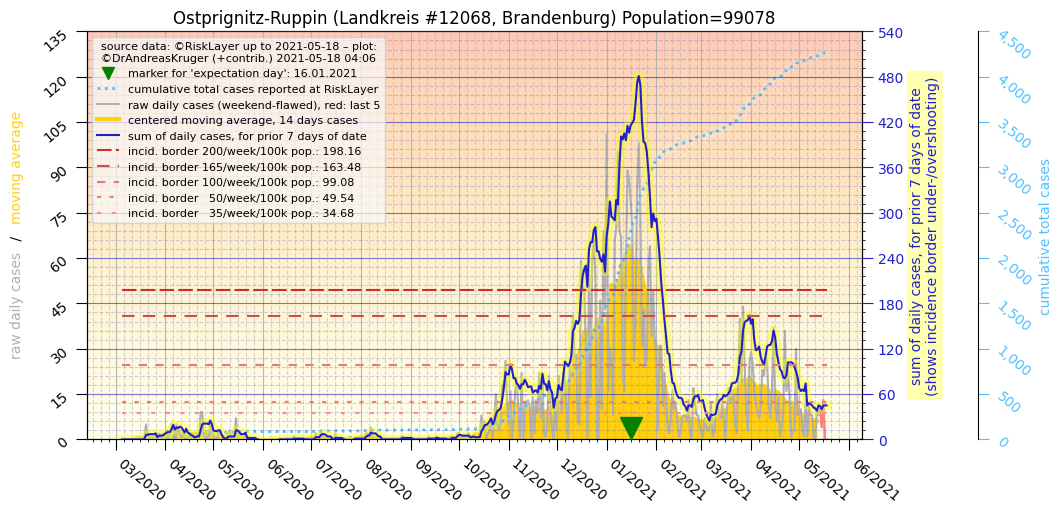 Ostprignitz-Ruppin (Landkreis #12068, Brandenburg) Population=99078
source data: ©RiskLayer up to 2021-05-18 – plot:
©DrAndreasKruger (+contrib.) 2021-05-18 04:06
marker for 'expectation day': 16.01.2021
cumulative total cases reported at RiskLayer
raw daily cases (weekend-flawed), red: last 5
centered moving average, 14 days cases
sum of daily cases, for prior 7 days of date
incid. border 200/week/100k pop.: 198.16
incid. border 165/week/100k pop.: 163.48
incid. border 100/week/100k pop.: 99.08
incid. border   50/week/100k pop.: 49.54
incid. border   35/week/100k pop.: 34.68
raw daily cases  /  moving average
135
120
105
90
75
60
45
30
15
0
03/2020
04/2020
05/2020
06/2020
07/2020
08/2020
09/2020
10/2020
11/2020
12/2020
01/2021
02/2021
03/2021
04/2021
05/2021
06/2021
540
480
420
360
300
240
180
120
60
0
sum of daily cases, for prior 7 days of date
(shows incidence border under-/overshooting)
4,500
4,000
3,500
3,000
2,500
2,000
1,500
1,000
500
0
cumulative total cases